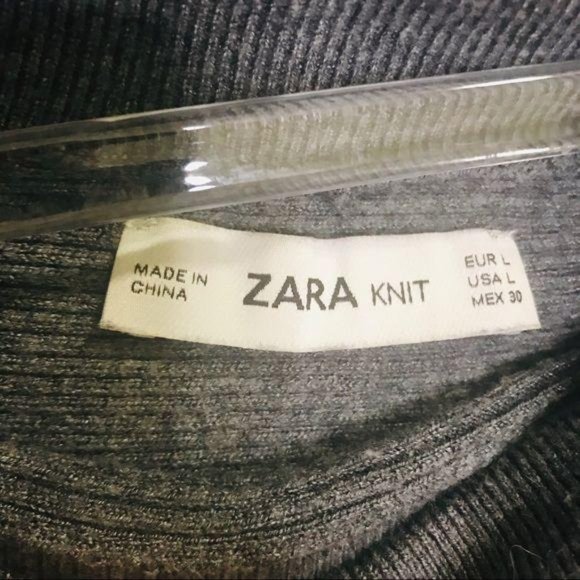 MADE IN
CHINA
ZARA KNIT
EUR L
USA L
MEX 30